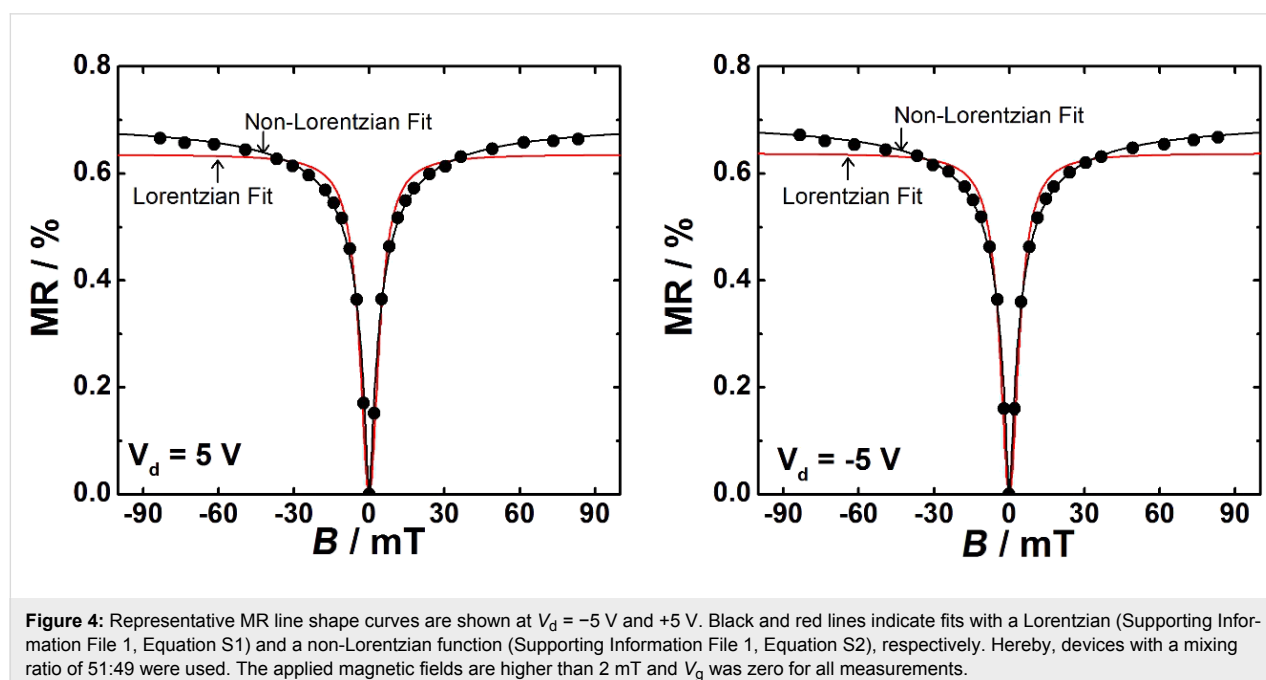 0.8
0.6
0.4
0.2
0.0
MR / %
Non-Lorentzian Fit
Lorentzian Fit
V_d = 5 V
-90 -60 -30 0 30 60 90
B / mT
0.8
0.6
0.4
0.2
0.0
MR / %
Non-Lorentzian Fit
Lorentzian Fit
V_d = -5 V
-90 -60 -30 0 30 60 90
B / mT
Figure 4: Representative MR line shape curves are shown at V_d = −5 V and +5 V. Black and red lines indicate fits with a Lorentzian (Supporting Infor-
mation File 1, Equation S1) and a non-Lorentzian function (Supporting Information File 1, Equation S2), respectively. Hereby, devices with a mixing
ratio of 51:49 were used. The applied magnetic fields are higher than 2 mT and V_g was zero for all measurements.